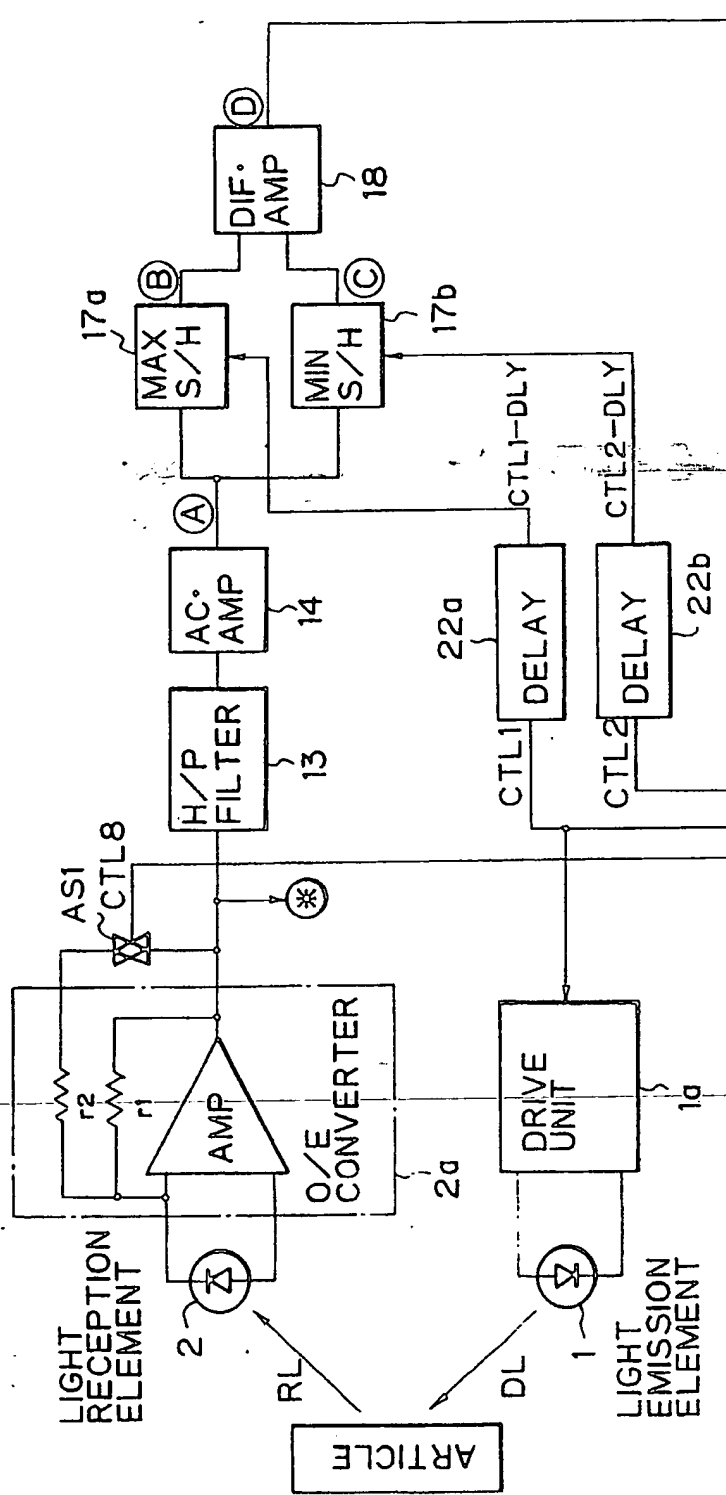 ARTICLE
LIGHT
RECEPTION
ELEMENT
2
RL
DL
LIGHT
EMISSION
ELEMENT
1
O/E
CONVERTER
2a
AMP
r2
r1
DRIVE
UNIT
1a
AS1
CTL8
H/P
FILTER
13
AC・
AMP
14
A
CTL1
DELAY
22a
CTL1-DLY
CTL2
DELAY
22b
CTL2-DLY
MAX
S/H
17a
B
MIN
S/H
17b
C
DIF・
AMP
18
D